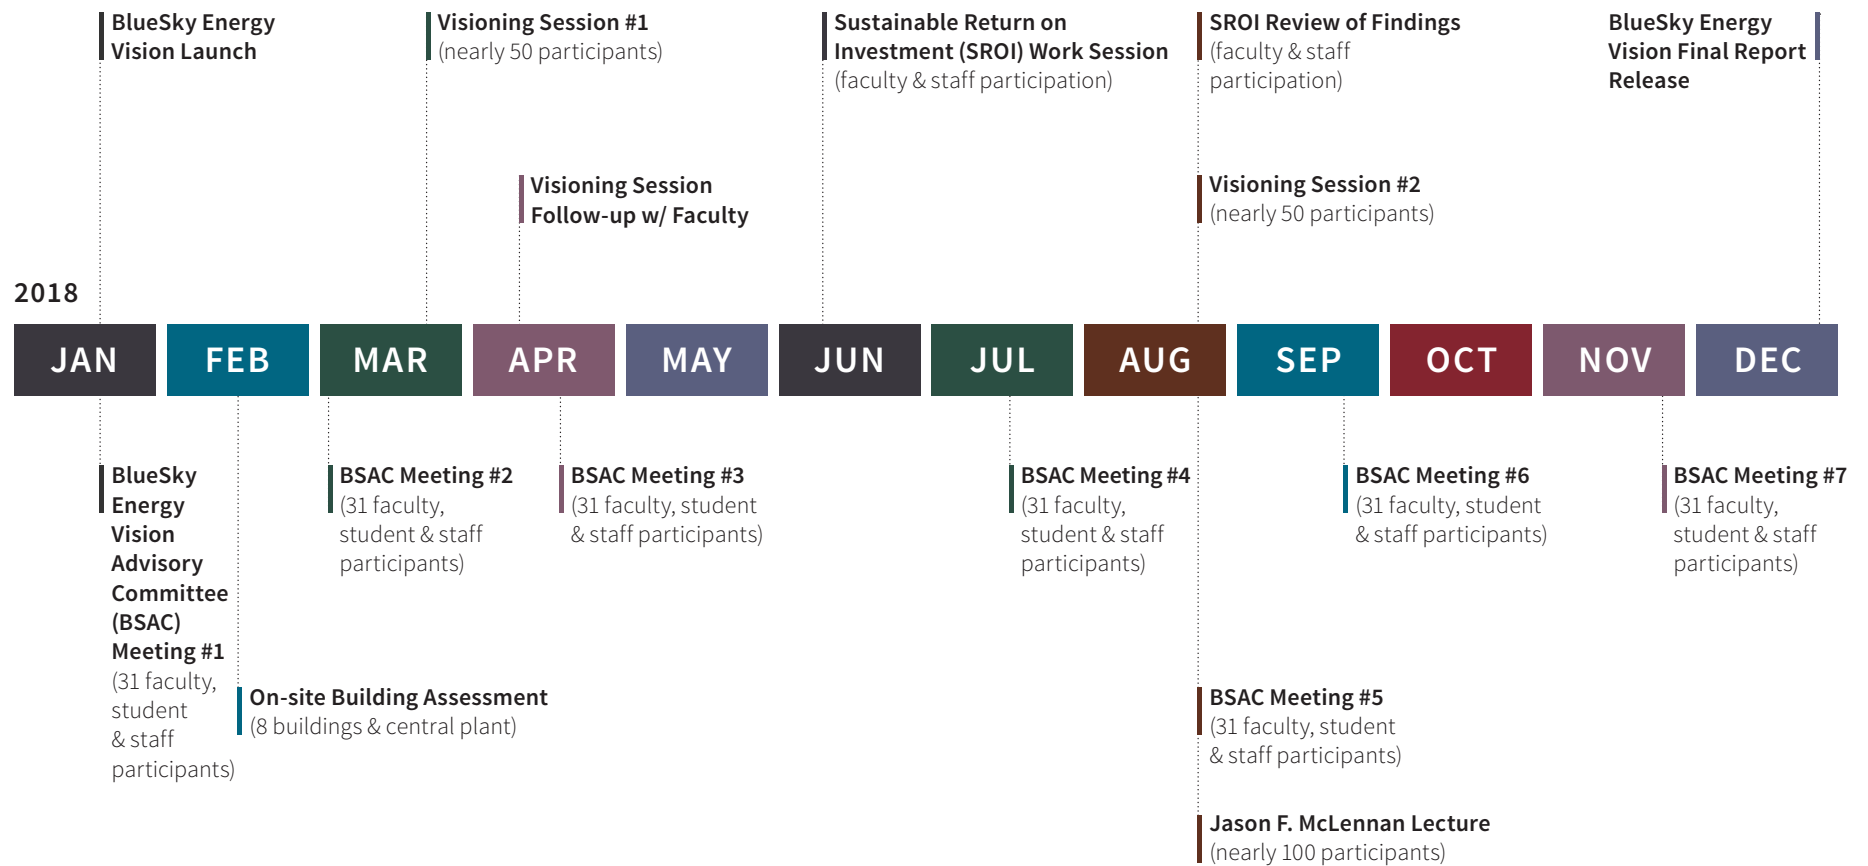 BlueSky Energy
Vision Launch
Visioning Session #1
(nearly 50 participants)
Sustainable Return on
Investment (SROI) Work Session
(faculty & staff participation)
SROI Review of Findings
(faculty & staff
participation)
BlueSky Energy
Vision Final Report
Release
Visioning Session
Follow-up w/ Faculty
Visioning Session #2
(nearly 50 participants)
2018
JAN
FEB
MAR
APR
MAY
JUN
JUL
AUG
SEP
OCT
NOV
DEC
BlueSky
Energy
Vision
Advisory
Committee
(BSAC)
Meeting #1
(31 faculty,
student
& staff
participants)
BSAC Meeting #2
(31 faculty,
student & staff
participants)
BSAC Meeting #3
(31 faculty, student
& staff participants)
BSAC Meeting #4
(31 faculty,
student & staff
participants)
BSAC Meeting #6
(31 faculty, student
& staff participants)
BSAC Meeting #7
(31 faculty,
student & staff
participants)
On-site Building Assessment
(8 buildings & central plant)
BSAC Meeting #5
(31 faculty, student
& staff participants)
Jason F. McLennan Lecture
(nearly 100 participants)